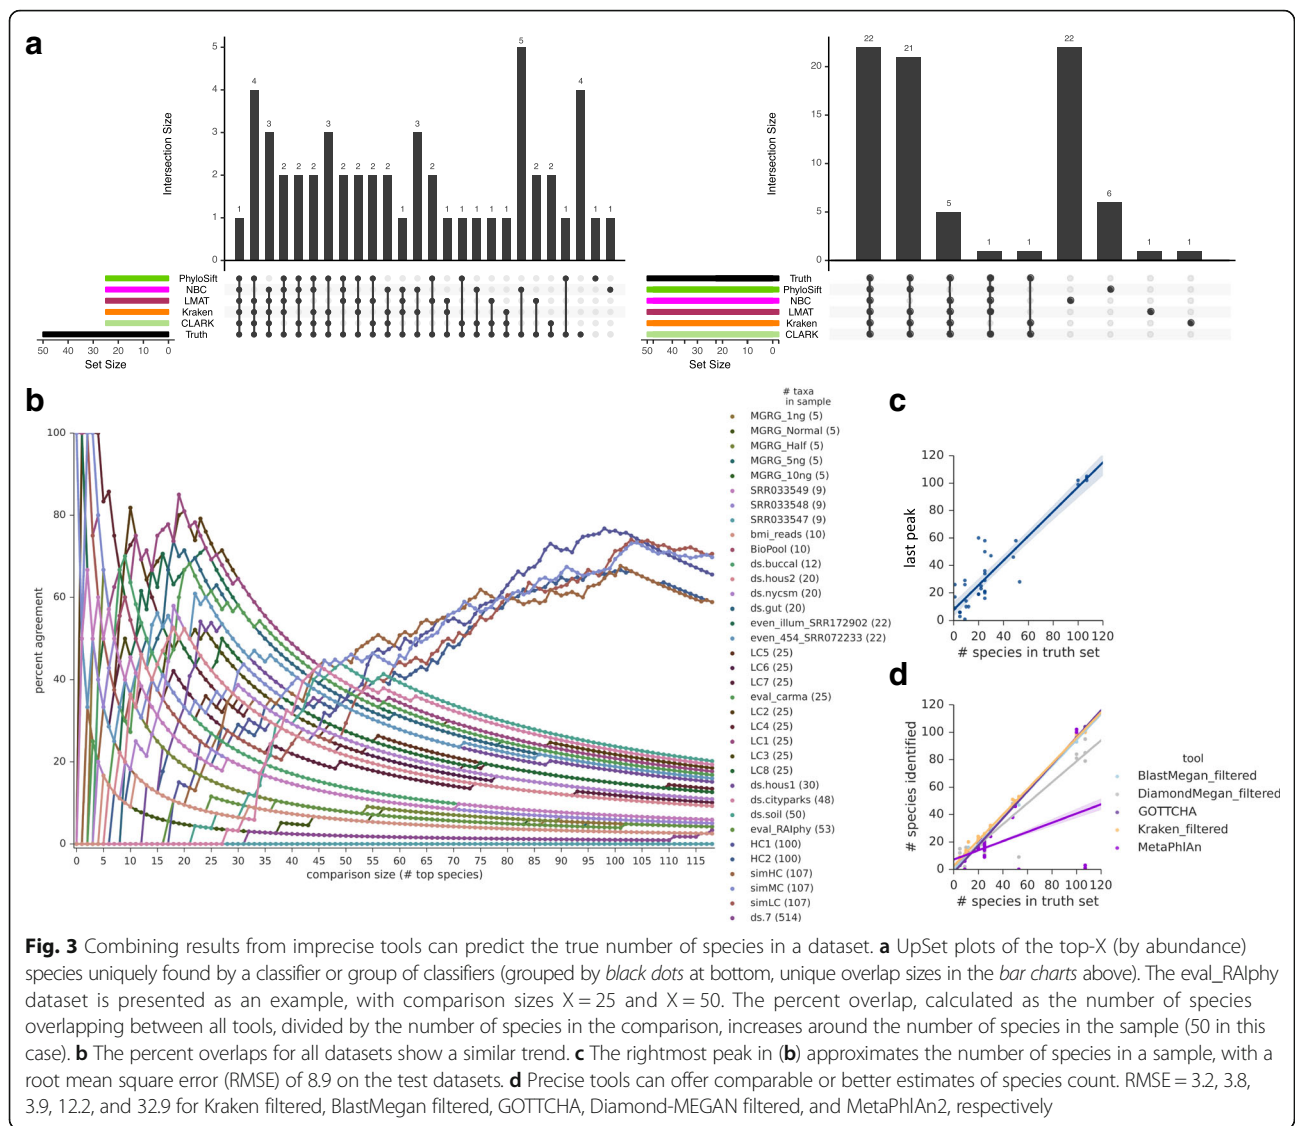 a
Intersection Size
5
4
3
2
1
0
1 4 3 2 2 2 3 2 2 2 2 1 3 2 1 1 1 1 1 5 2 2 1 4 1 1
PhyloSift
NBC
LMAT
Kraken
CLARK
Truth
50 40 30 20 10 0
Set Size
Intersection Size
20
15
10
5
0
22 21 5 1 1 22 6 1 1
Truth
PhyloSift
NBC
LMAT
Kraken
CLARK
50 40 30 20 10 0
Set Size
b
percent agreement
100
80
60
40
20
0
0 5 10 15 20 25 30 35 40 45 50 55 60 65 70 75 80 85 90 95 100 105 110 115
comparison size (# top species)
# taxa
in sample
MGRG_1ng (5)
MGRG_Normal (5)
MGRG_Half (5)
MGRG_5ng (5)
MGRG_10ng (5)
SRR033549 (9)
SRR033548 (9)
SRR033547 (9)
bmi_reads (10)
BioPool (10)
ds.buccal (12)
ds.hous2 (20)
ds.nycsm (20)
ds.gut (20)
even_illum_SRR172902 (22)
even_454_SRR072233 (22)
LC5 (25)
LC6 (25)
LC7 (25)
eval_carma (25)
LC2 (25)
LC4 (25)
LC1 (25)
LC3 (25)
LC8 (25)
ds.hous1 (30)
ds.cityparks (48)
ds.soil (50)
eval_RAIphy (53)
HC1 (100)
HC2 (100)
simHC (107)
simMC (107)
simLC (107)
ds.7 (514)
c
last peak
120
100
80
60
40
20
0
0 20 40 60 80 100 120
# species in truth set
d
# species identified
120
100
80
60
40
20
0
0 20 40 60 80 100 120
# species in truth set
tool
BlastMegan_filtered
DiamondMegan_filtered
GOTTCHA
Kraken_filtered
MetaPhlAn
Fig. 3 Combining results from imprecise tools can predict the true number of species in a dataset. a UpSet plots of the top-X (by abundance)
species uniquely found by a classifier or group of classifiers (grouped by black dots at bottom, unique overlap sizes in the bar charts above). The eval_RAIphy
dataset is presented as an example, with comparison sizes X = 25 and X = 50. The percent overlap, calculated as the number of species
overlapping between all tools, divided by the number of species in the comparison, increases around the number of species in the sample (50 in this
case). b The percent overlaps for all datasets show a similar trend. c The rightmost peak in (b) approximates the number of species in a sample, with a
root mean square error (RMSE) of 8.9 on the test datasets. d Precise tools can offer comparable or better estimates of species count. RMSE = 3.2, 3.8,
3.9, 12.2, and 32.9 for Kraken filtered, BlastMegan filtered, GOTTCHA, Diamond-MEGAN filtered, and MetaPhlAn2, respectively